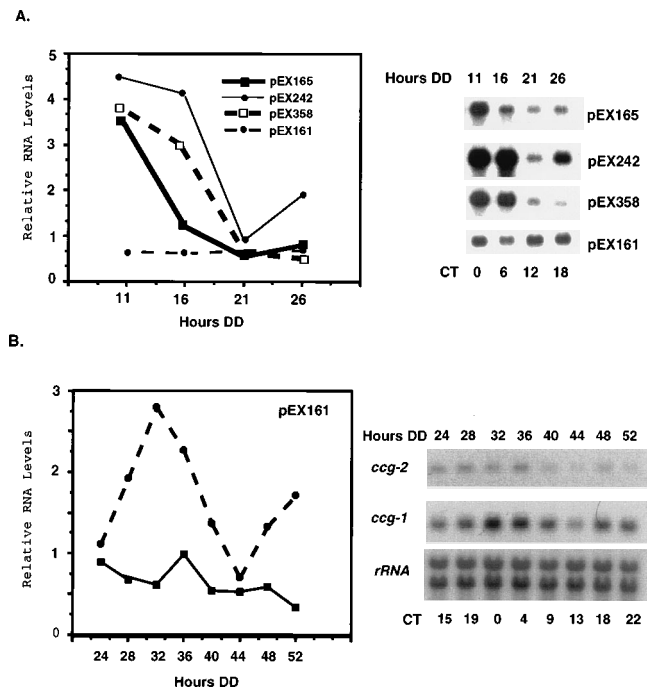 A.
Relative RNA Levels
5
4
3
2
1
0
pEX165
pEX242
pEX358
pEX161
11 16 21 26
Hours DD
Hours DD 11 16 21 26
pEX165
pEX242
pEX358
pEX161
CT 0 6 12 18
B.
Relative RNA Levels
3
2
1
0
pEX161
24 28 32 36 40 44 48 52
Hours DD
Hours DD 24 28 32 36 40 44 48 52
ccg-2
ccg-1
rRNA
CT 15 19 0 4 9 13 18 22